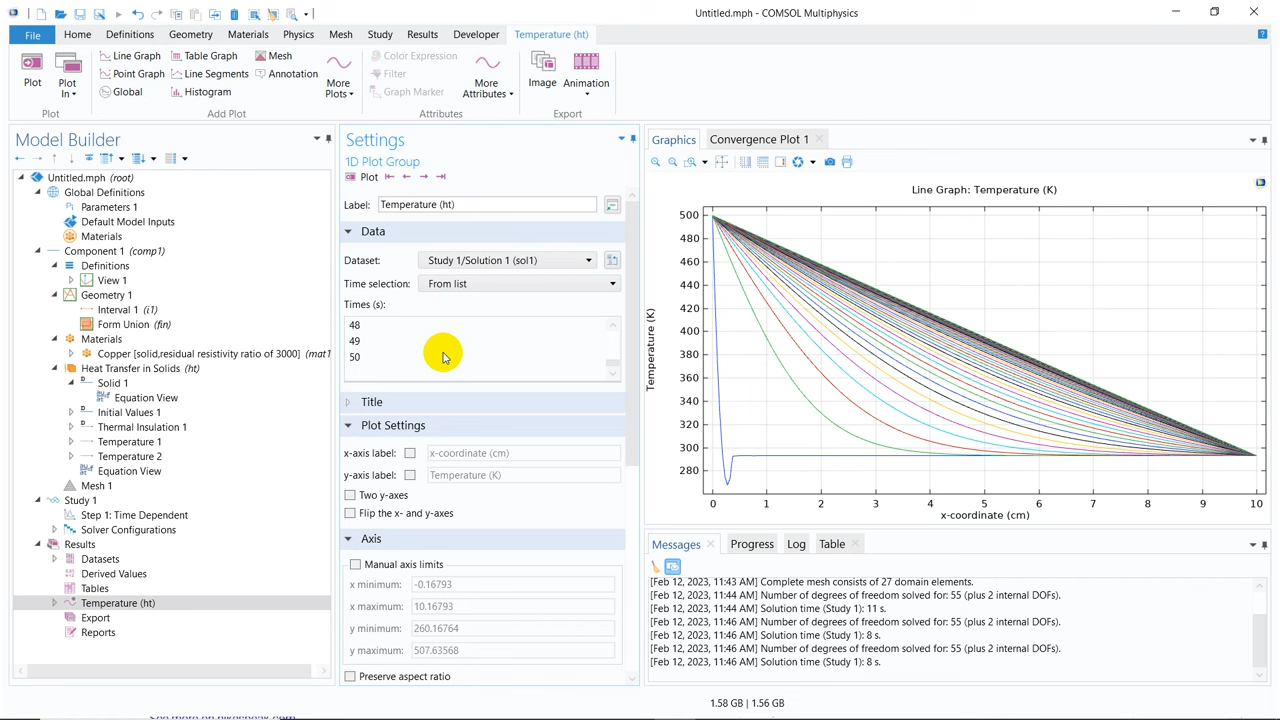 Untitled.mph - COMSOL Multiphysics
File Home Definitions Geometry Materials Physics Mesh Study Results Developer Temperature (ht)
Plot
Plot In
Plot
Line Graph Table Graph Mesh
Point Graph Line Segments Annotation
Global Histogram
More Plots
Add Plot
Color Expression
Filter
Graph Marker
More Attributes
Attributes
Image
Animation
Export
Model Builder
Untitled.mph (root)
Global Definitions
Parameters 1
Default Model Inputs
Materials
Component 1 (comp1)
Definitions
View 1
Geometry 1
Interval 1 (i1)
Form Union (fin)
Materials
Copper [solid,residual resistivity ratio of 3000] (mat1
Heat Transfer in Solids (ht)
Solid 1
Equation View
Initial Values 1
Thermal Insulation 1
Temperature 1
Temperature 2
Equation View
Mesh 1
Study 1
Step 1: Time Dependent
Solver Configurations
Results
Datasets
Derived Values
Tables
Temperature (ht)
Export
Reports
Settings
1D Plot Group
Plot
Label: Temperature (ht)
Data
Dataset: Study 1/Solution 1 (sol1)
Time selection: From list
Times (s):
48
49
50
Title
Plot Settings
x-axis label: x-coordinate (cm)
y-axis label: Temperature (K)
Two y-axes
Flip the x- and y-axes
Axis
Manual axis limits
x minimum: -0.16793
x maximum: 10.16793
y minimum: 260.16764
y maximum: 507.63568
Preserve aspect ratio
Graphics Convergence Plot 1
Line Graph: Temperature (K)
500
480
460
440
420
400
380
360
340
320
300
280
Temperature (K)
0 1 2 3 4 5 6 7 8 9 10
x-coordinate (cm)
Messages Progress Log Table
[Feb 12, 2023, 11:43 AM] Complete mesh consists of 27 domain elements.
[Feb 12, 2023, 11:44 AM] Number of degrees of freedom solved for: 55 (plus 2 internal DOFs).
[Feb 12, 2023, 11:44 AM] Solution time (Study 1): 11 s.
[Feb 12, 2023, 11:46 AM] Number of degrees of freedom solved for: 55 (plus 2 internal DOFs).
[Feb 12, 2023, 11:46 AM] Solution time (Study 1): 8 s.
[Feb 12, 2023, 11:46 AM] Number of degrees of freedom solved for: 55 (plus 2 internal DOFs).
[Feb 12, 2023, 11:46 AM] Solution time (Study 1): 8 s.
1.58 GB | 1.56 GB